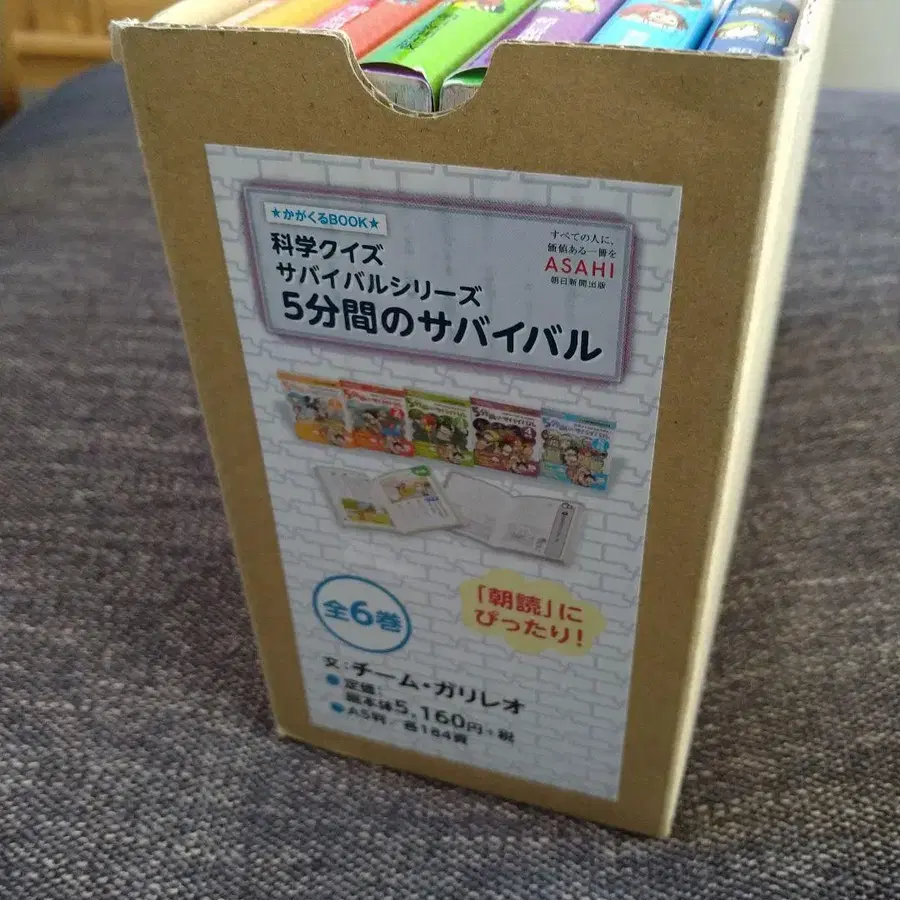 ★かがくるBOOK★
科学クイズ
サバイバルシリーズ
5分間のサバイバル
すべての人に、
価値ある一冊を
ASAHI
朝日新聞出版
全6巻
「朝読」に
ぴったり!
文:チーム・ガリレオ
●定価:
揃本体5,160円+税
●A5判/各184頁